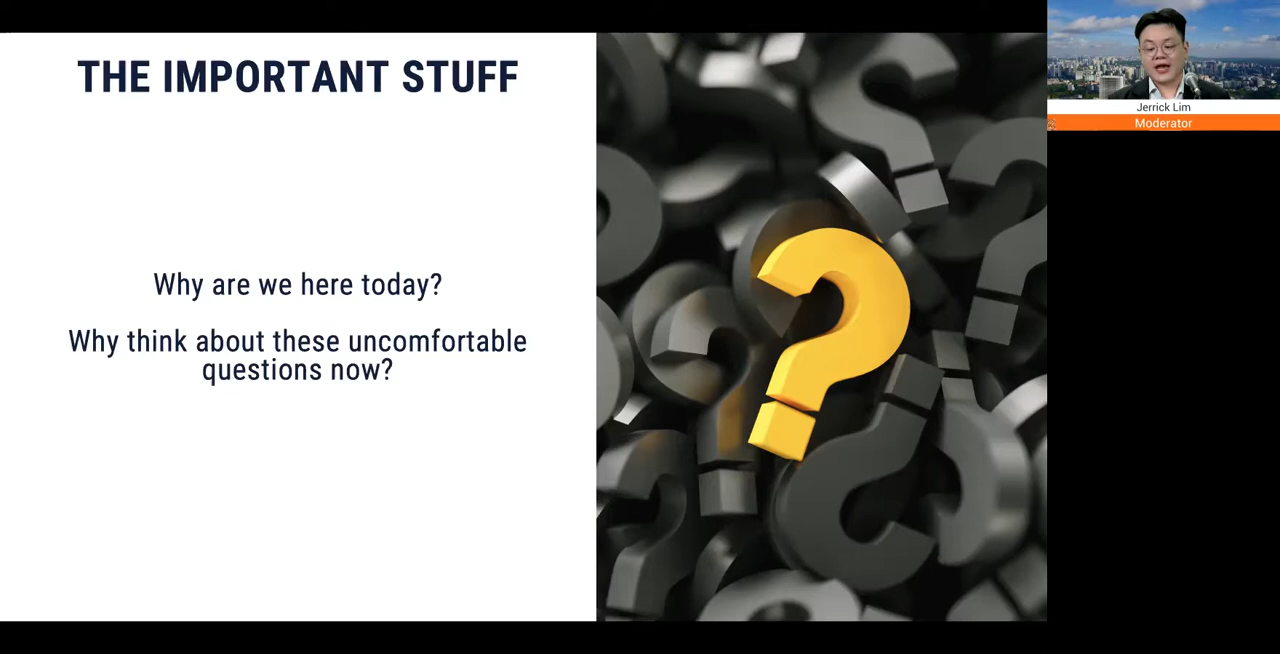 THE IMPORTANT STUFF
Why are we here today?
Why think about these uncomfortable
questions now?
Jerrick Lim
Moderator